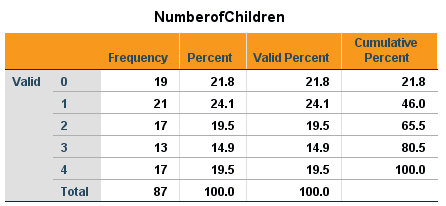 NumberofChildren
Cumulative
Frequency Percent Valid Percent Percent
Valid 0 19 21.8 21.8 21.8
1 21 24.1 24.1 46.0
2 17 19.5 19.5 65.5
3 13 14.9 14.9 80.5
4 17 19.5 19.5 100.0
Total 87 100.0 100.0